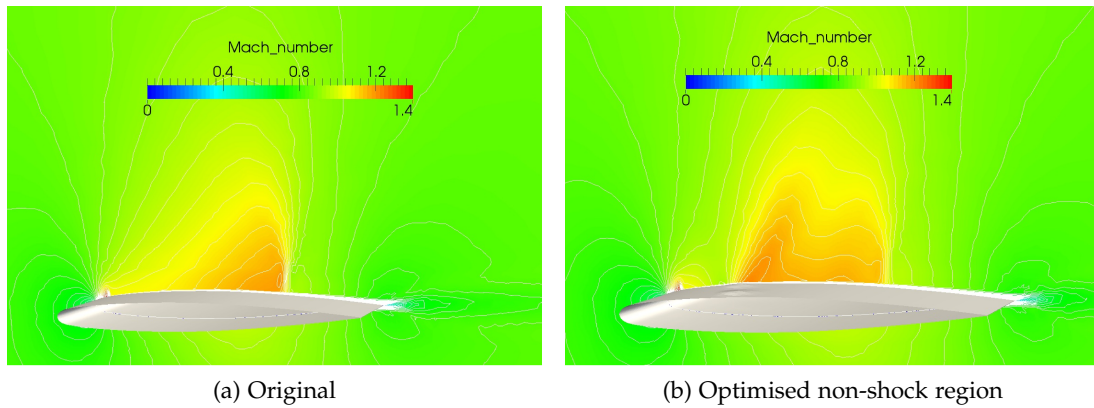 Mach_number
0.4 0.8 1.2
0 1.4
Mach_number
0.4 0.8 1.2
0 1.4
(a) Original
(b) Optimised non-shock region